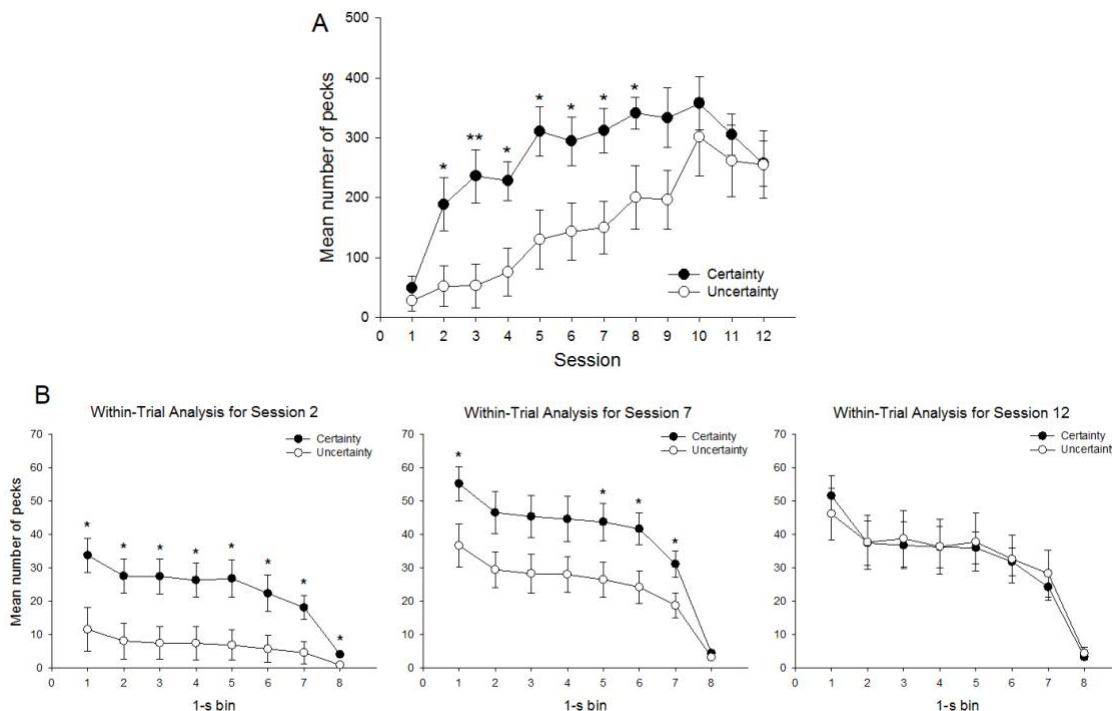 A
500
400
300
200
100
0
Mean number of pecks
* ** * * * * *
Certainty
Uncertainty
0 1 2 3 4 5 6 7 8 9 10 11 12
Session
B
Within-Trial Analysis for Session 2
70
60
50
40
30
20
10
0
Mean number of pecks
Certainty
Uncertainty
* * * * * * * *
0 1 2 3 4 5 6 7 8
1-s bin
Within-Trial Analysis for Session 7
70
60
50
40
30
20
10
0
Certainty
Uncertainty
* * * *
0 1 2 3 4 5 6 7 8
1-s bin
Within-Trial Analysis for Session 12
70
60
50
40
30
20
10
0
Certainty
Uncertainty
0 1 2 3 4 5 6 7 8
1-s bin